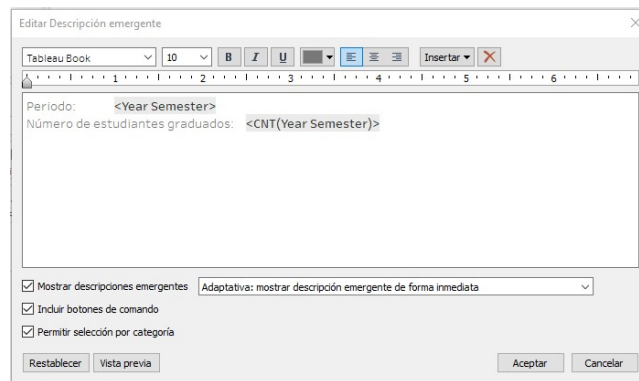 Editar Descripción emergente
Tableau Book 10 B I U Insertar
1 2 3 4 5 6
Periodo: <Year Semester>
Número de estudiantes graduados: <CNT(Year Semester)>
Mostrar descripciones emergentes Adaptativa: mostrar descripción emergente de forma inmediata
Incluir botones de comando
Permitir selección por categoría
Restablecer Vista previa Aceptar Cancelar